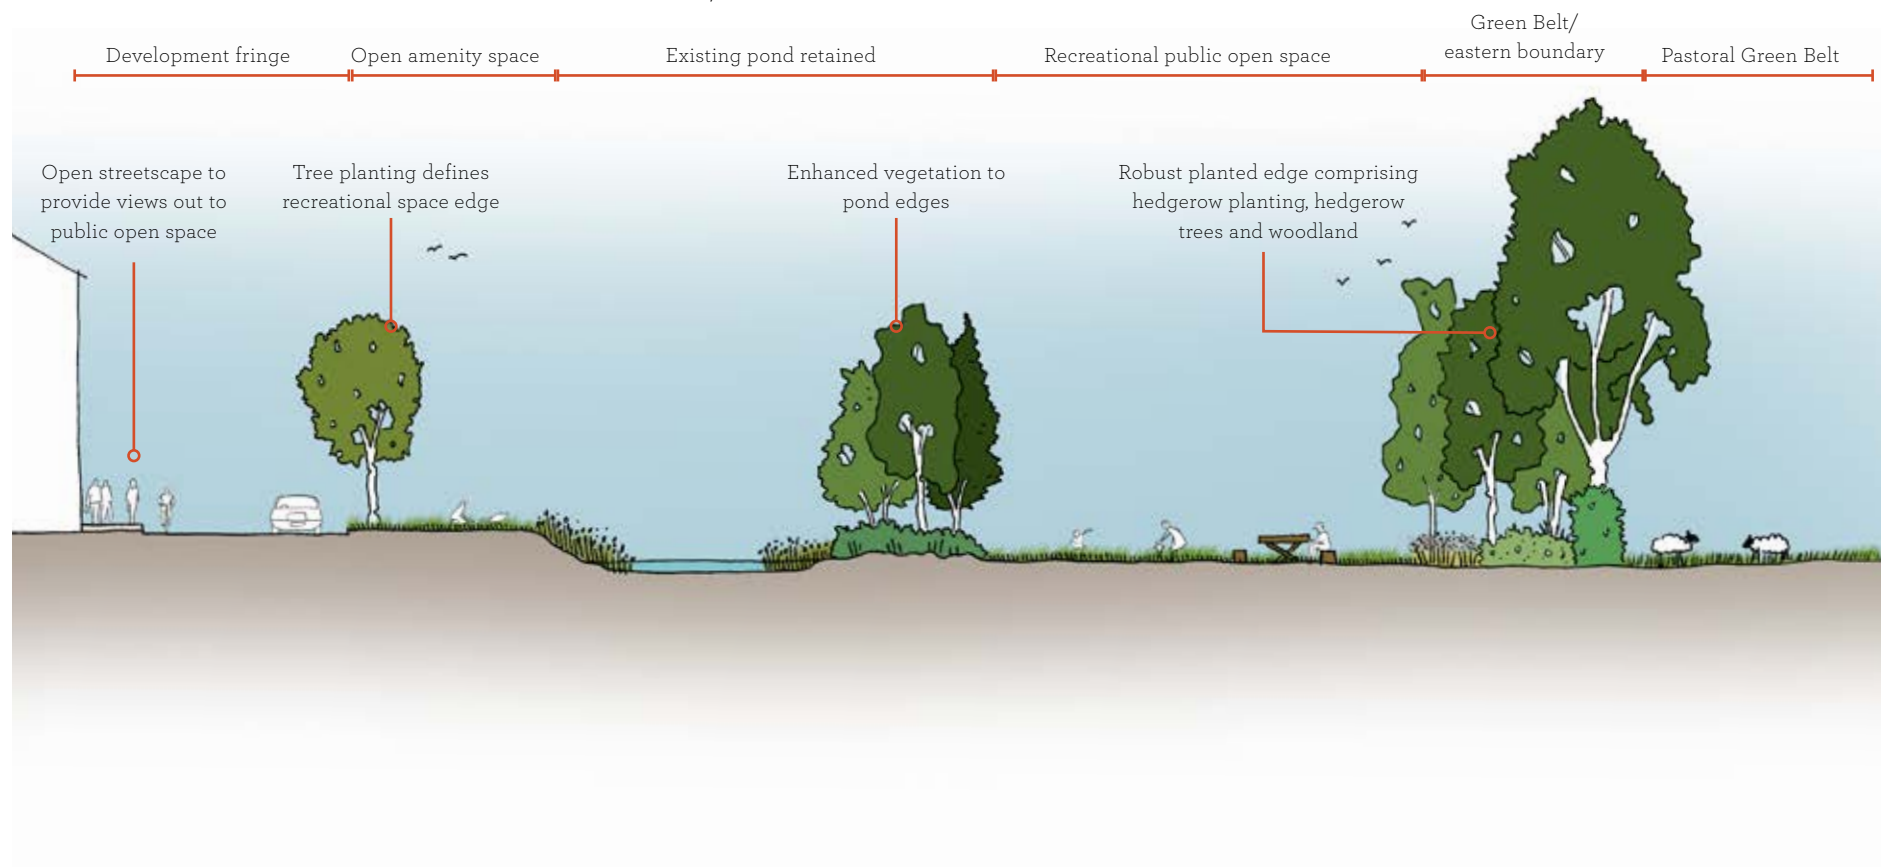 Development fringe
Open amenity space
Existing pond retained
Recreational public open space
Green Belt/
eastern boundary
Pastoral Green Belt
Open streetscape to
provide views out to
public open space
Tree planting defines
recreational space edge
Enhanced vegetation to
pond edges
Robust planted edge comprising
hedgerow planting, hedgerow
trees and woodland